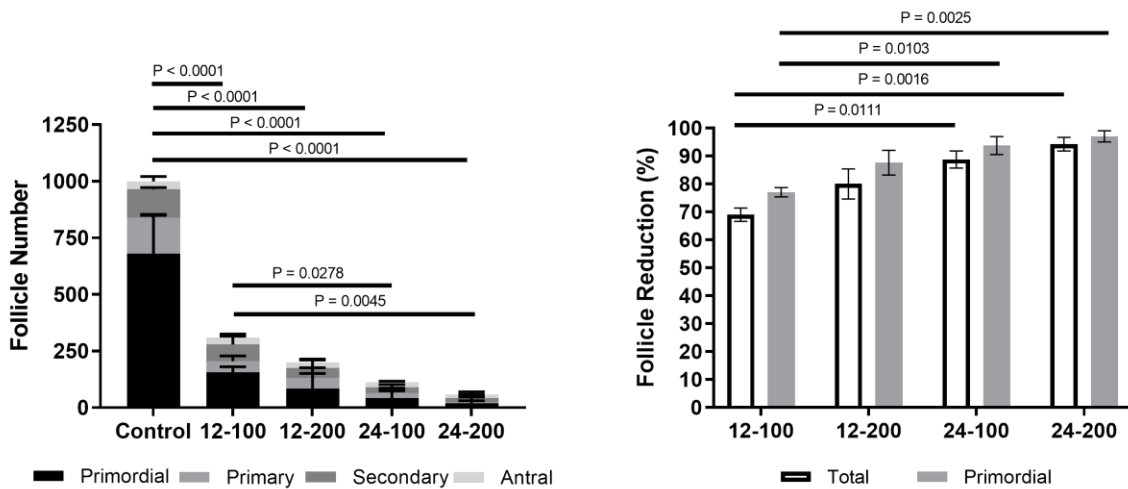 P < 0.0001
P < 0.0001
P < 0.0001
P < 0.0001
1250
1000
750
500
250
0
Follicle Number
P = 0.0278
P = 0.0045
Control 12-100 12-200 24-100 24-200
Primordial Primary Secondary Antral
P = 0.0025
P = 0.0103
P = 0.0016
P = 0.0111
100
90
80
70
60
50
40
30
20
10
0
Follicle Reduction (%)
12-100 12-200 24-100 24-200
Total Primordial